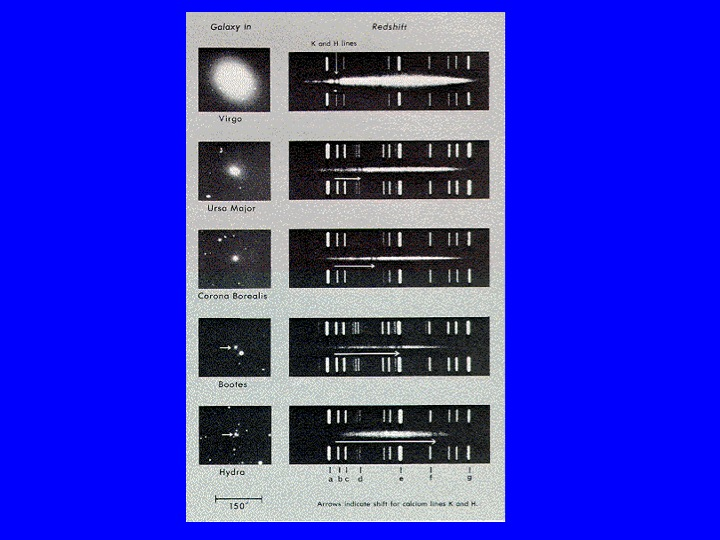 Galaxy in Redshift
K and H lines
Virgo
Ursa Major
Corona Borealis
Bootes
Hydra
a b c d e f g
150"
Arrows indicate shift for calcium lines K and H.